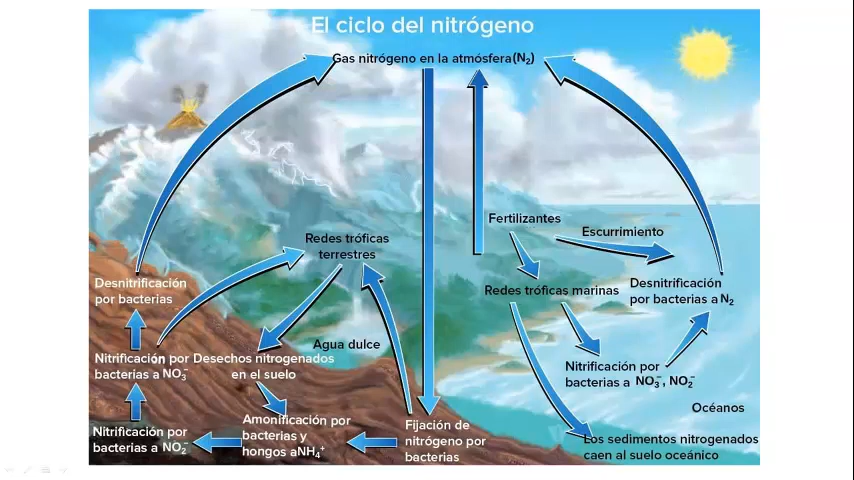 El ciclo del nitrógeno
Gas nitrógeno en la atmósfera (N₂)
Fertilizantes
Escurrimiento
Redes tróficas
terrestres
Desnitrificación
por bacterias
Redes tróficas marinas
Desnitrificación
por bacterias a N₂
Agua dulce
Nitrificación por
bacterias a NO₃⁻
Desechos nitrogenados
en el suelo
Nitrificación por
bacterias a NO₃⁻, NO₂⁻
Océanos
Nitrificación por
bacterias a NO₂⁻
Amonificación por
bacterias y
hongos aNH₄⁺
Fijación de
nitrógeno por
bacterias
Los sedimentos nitrogenados
caen al suelo oceánico